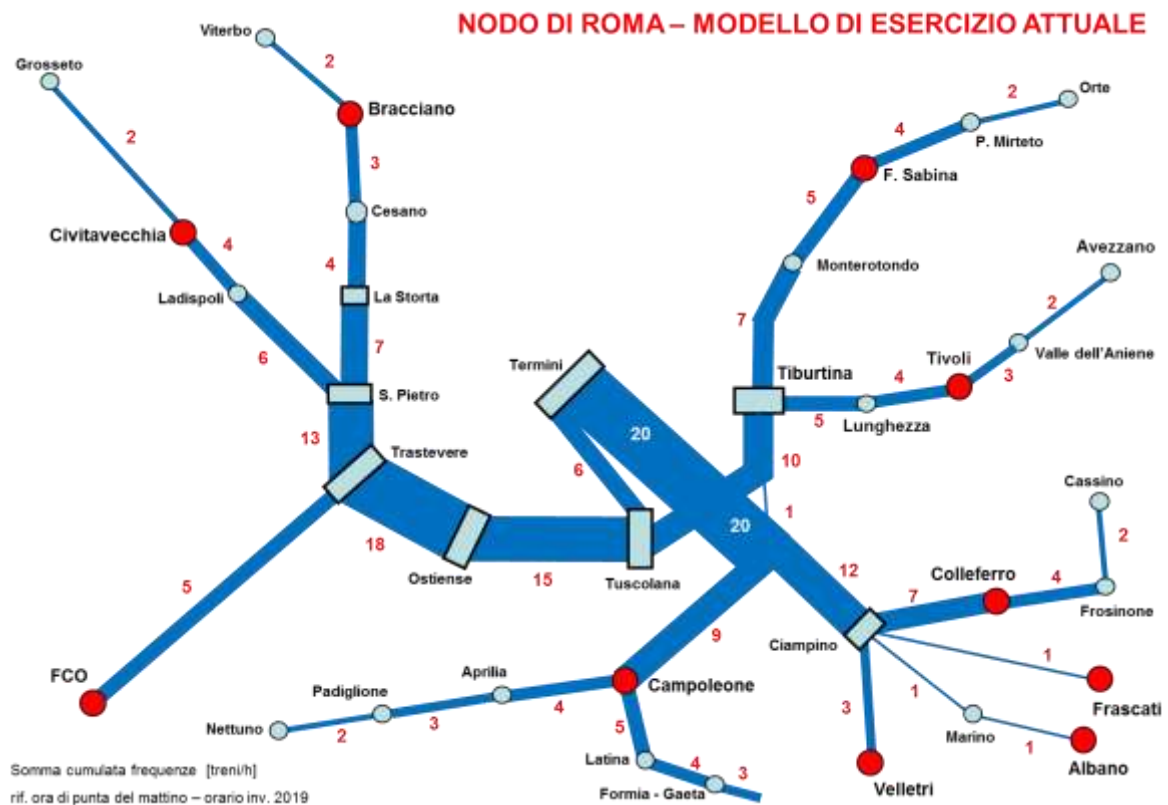 NODO DI ROMA – MODELLO DI ESERCIZIO ATTUALE
Viterbo
Grosseto
2
Bracciano
2
Orte
4
P. Mirteto
2
3
F. Sabina
5
Cesano
Civitavecchia
4
4
Monterotondo
Avezzano
Ladispoli
La Storta
2
7
6
7
Termini
Tiburtina
Tivoli
Valle dell'Aniene
3
S. Pietro
4
5
Lunghezza
13
Trastevere
20
6
10
Cassino
18
1
20
2
5
Ostiense
15
Tuscolana
12
Colleferro
7
4
Frosinone
9
Ciampino
FCO
1
Aprilia
Campoleone
1
Frascati
Padiglione
4
3
Nettuno
3
2
5
Marino
1
Albano
Latina
4
3
Velletri
Formia - Gaeta
Somma cumulata frequenze [treni/h]
rif. ora di punta del mattino – orario inv. 2019